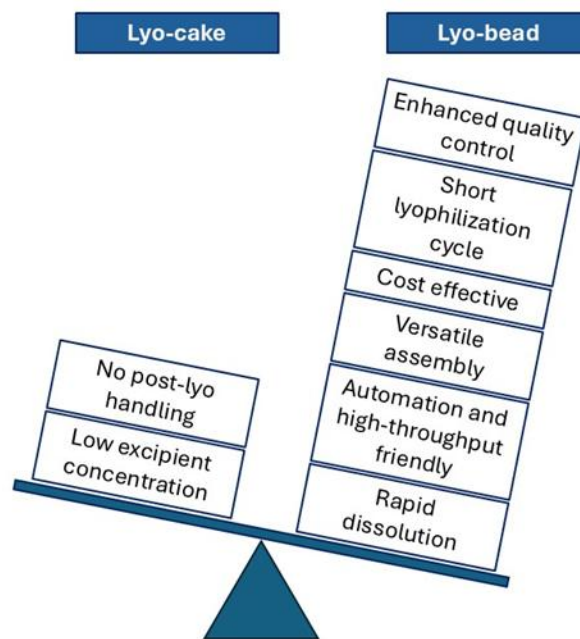 Lyo-cake
Lyo-bead
Enhanced quality
control
Short
lyophilization
cycle
Cost effective
Versatile
assembly
Automation and
high-throughput
friendly
Rapid
dissolution
No post-lyo
handling
Low excipient
concentration